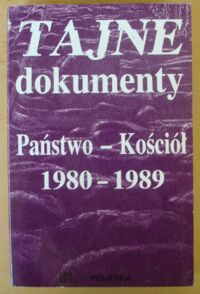 TAJNE
dokumenty
Państwo – Kościół
1980–1989
POLITYKA